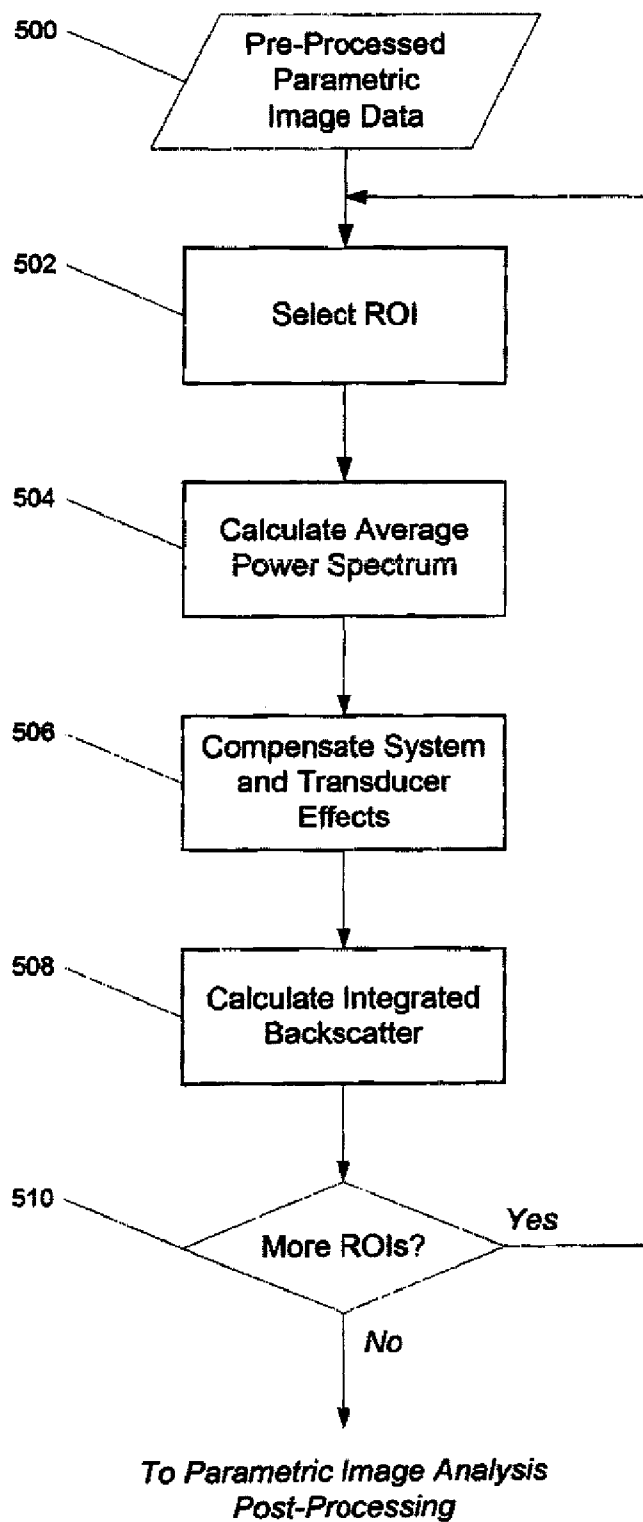 500
Pre-Processed
Parametric
Image Data
502
Select ROI
504
Calculate Average
Power Spectrum
506
Compensate System
and Transducer
Effects
508
Calculate Integrated
Backscatter
510
More ROIs?
Yes
No
To Parametric Image Analysis
Post-Processing